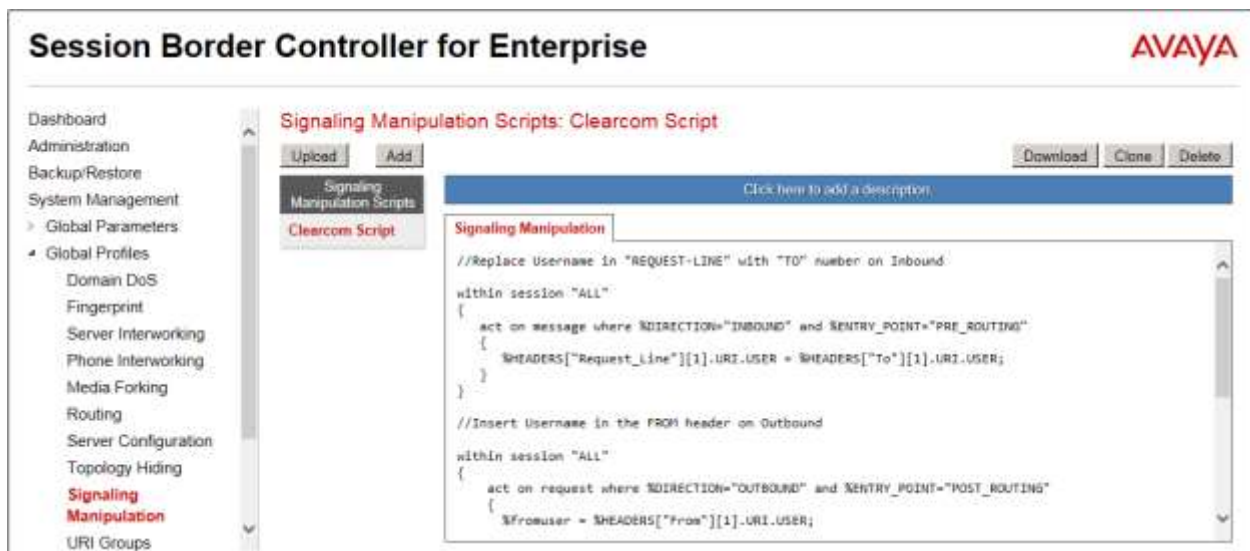 Session Border Controller for Enterprise
AVAYA
Dashboard
Administration
Backup/Restore
System Management
Global Parameters
Global Profiles
Domain DoS
Fingerprint
Server Interworking
Phone Interworking
Media Forking
Routing
Server Configuration
Topology Hiding
Signaling
Manipulation
URI Groups
Signaling Manipulation Scripts: Clearcom Script
Upload
Add
Download
Clone
Delete
Signaling
Manipulation Scripts
Clearcom Script
Click here to add a description.
Signaling Manipulation
//Replace Username in "REQUEST-LINE" with "TO" number on Inbound
within session "ALL"
{
act on message where %DIRECTION="INBOUND" and %ENTRY_POINT="PRE_ROUTING"
{
%HEADERS["Request_Line"][1].URI.USER = %HEADERS["To"][1].URI.USER;
}
}
//Insert Username in the FROM header on Outbound
within session "ALL"
{
act on request where %DIRECTION="OUTBOUND" and %ENTRY_POINT="POST_ROUTING"
{
%fromuser = %HEADERS["From"][1].URI.USER;